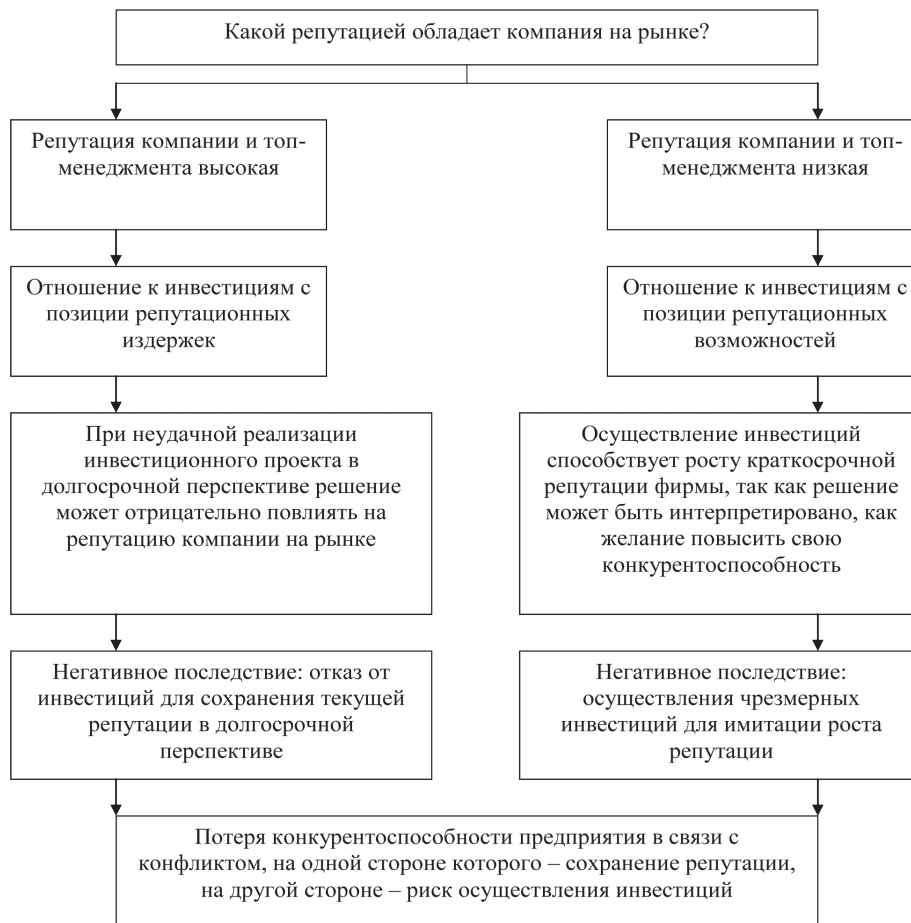 Какой репутацией обладает компания на рынке?
Репутация компании и топ-
менеджмента высокая
Репутация компании и топ-
менеджмента низкая
Отношение к инвестициям с
позиции репутационных
издержек
Отношение к инвестициям с
позиции репутационных
возможностей
При неудачной реализации
инвестиционного проекта в
долгосрочной перспективе решение
может отрицательно повлиять на
репутацию компании на рынке
Осуществление инвестиций
способствует росту краткосрочной
репутации фирмы, так как решение
может быть интерпретировано, как
желание повысить свою
конкурентоспособность
Негативное последствие: отказ от
инвестиций для сохранения текущей
репутации в долгосрочной
перспективе
Негативное последствие:
осуществления чрезмерных
инвестиций для имитации роста
репутации
Потеря конкурентоспособности предприятия в связи с
конфликтом, на одной стороне которого – сохранение репутации,
на другой стороне – риск осуществления инвестиций